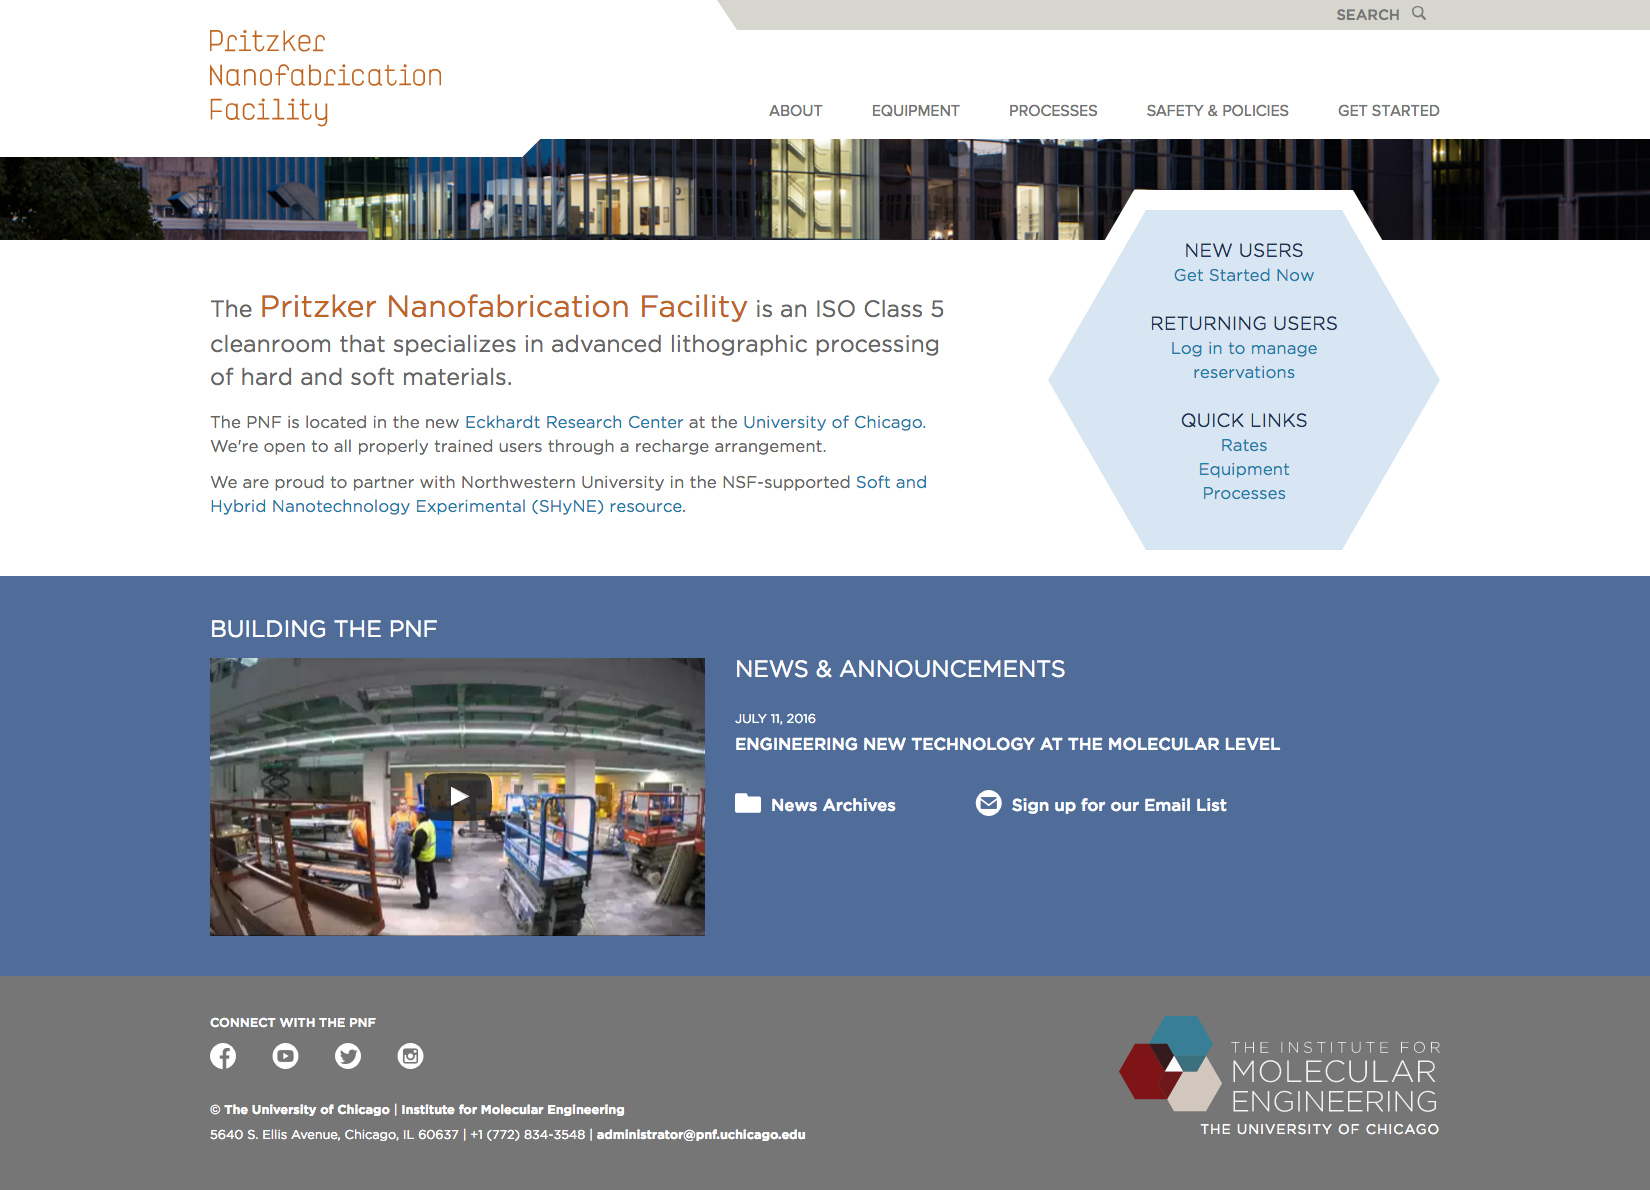 SEARCH
Pritzker
Nanofabrication
Facility
ABOUT EQUIPMENT PROCESSES SAFETY & POLICIES GET STARTED
The Pritzker Nanofabrication Facility is an ISO Class 5
cleanroom that specializes in advanced lithographic processing
of hard and soft materials.
The PNF is located in the new Eckhardt Research Center at the University of Chicago.
We're open to all properly trained users through a recharge arrangement.
We are proud to partner with Northwestern University in the NSF-supported Soft and
Hybrid Nanotechnology Experimental (SHyNE) resource.
NEW USERS
Get Started Now
RETURNING USERS
Log in to manage
reservations
QUICK LINKS
Rates
Equipment
Processes
BUILDING THE PNF
NEWS & ANNOUNCEMENTS
JULY 11, 2016
ENGINEERING NEW TECHNOLOGY AT THE MOLECULAR LEVEL
News Archives
Sign up for our Email List
CONNECT WITH THE PNF
© The University of Chicago | Institute for Molecular Engineering
5640 S. Ellis Avenue, Chicago, IL 60637 | +1 (772) 834-3548 | administrator@pnf.uchicago.edu
THE INSTITUTE FOR
MOLECULAR
ENGINEERING
THE UNIVERSITY OF CHICAGO